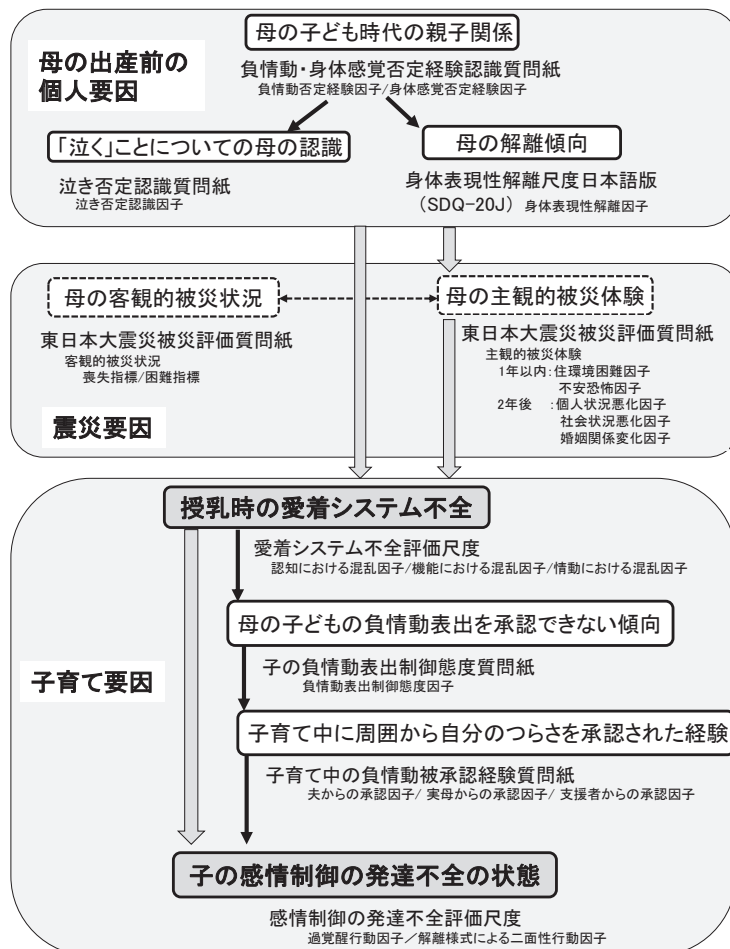 母の子ども時代の親子関係
母の出産前の
個人要因
負情動・身体感覚否定経験認識質問紙
負情動否定経験因子/身体感覚否定経験因子
「泣く」ことについての母の認識
母の解離傾向
泣き否定認識質問紙
泣き否定認識因子
身体表現性解離尺度日本語版
(SDQ-20J) 身体表現性解離因子
母の客観的被災状況
母の主観的被災体験
東日本大震災被災評価質問紙
客観的被災状況
喪失指標/困難指標
東日本大震災被災評価質問紙
主観的被災体験
1年以内:住環境困難因子
不安恐怖因子
2年後 :個人状況悪化因子
社会状況悪化因子
婚姻関係変化因子
震災要因
授乳時の愛着システム不全
愛着システム不全評価尺度
認知における混乱因子/機能における混乱因子/情動における混乱因子
母の子どもの負情動表出を承認できない傾向
子育て要因
子の負情動表出制御態度質問紙
負情動表出制御態度因子
子育て中に周囲から自分のつらさを承認された経験
子育て中の負情動被承認経験質問紙
夫からの承認因子/ 実母からの承認因子/ 支援者からの承認因子
子の感情制御の発達不全の状態
感情制御の発達不全評価尺度
過覚醒行動因子/解離様式による二面性行動因子